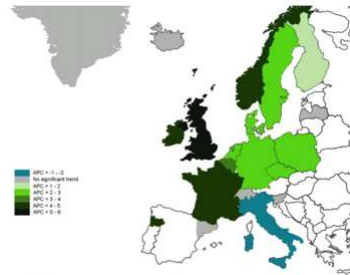 APC = -1 - -2
No significant trend
APC = 1 - 2
APC = 2 - 3
APC = 3 - 4
APC = 4 - 5
APC = 5 - 6